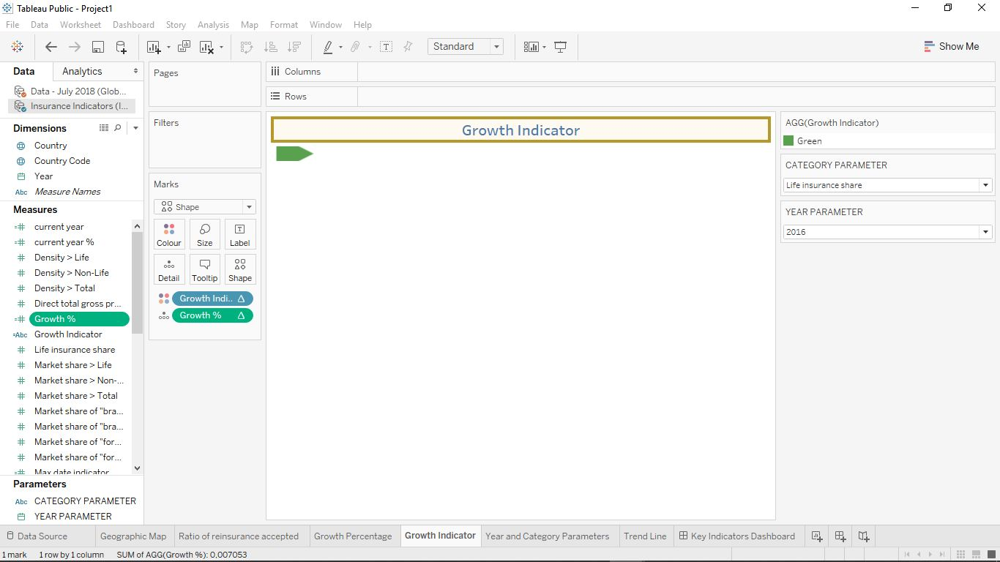 Tableau Public - Project1
File Data Worksheet Dashboard Story Analysis Map Format Window Help
Standard
Show Me
Data Analytics
Data - July 2018 (Glob...
Insurance Indicators (I...
Dimensions
Country
Country Code
Year
Abc Measure Names
Measures
current year
current year %
Density > Life
Density > Non-Life
Density > Total
Direct total gross pr...
Growth %
=Abc Growth Indicator
Life insurance share
Market share > Life
Market share > Non-...
Market share > Total
Market share of "bra...
Market share of "bra...
Market share of "for...
Market share of "for...
Max date indicator
Parameters
Abc CATEGORY PARAMETER
YEAR PARAMETER
Pages
Filters
Marks
Shape
Colour Size Label
Detail Tooltip Shape
Growth Indi.. Δ
Growth % Δ
Columns
Rows
Growth Indicator
AGG(Growth Indicator)
Green
CATEGORY PARAMETER
Life insurance share
YEAR PARAMETER
2016
Data Source Geographic Map Ratio of reinsurance accepted Growth Percentage Growth Indicator Year and Category Parameters Trend Line Key Indicators Dashboard
1 mark 1 row by 1 column SUM of AGG(Growth %): 0,007053